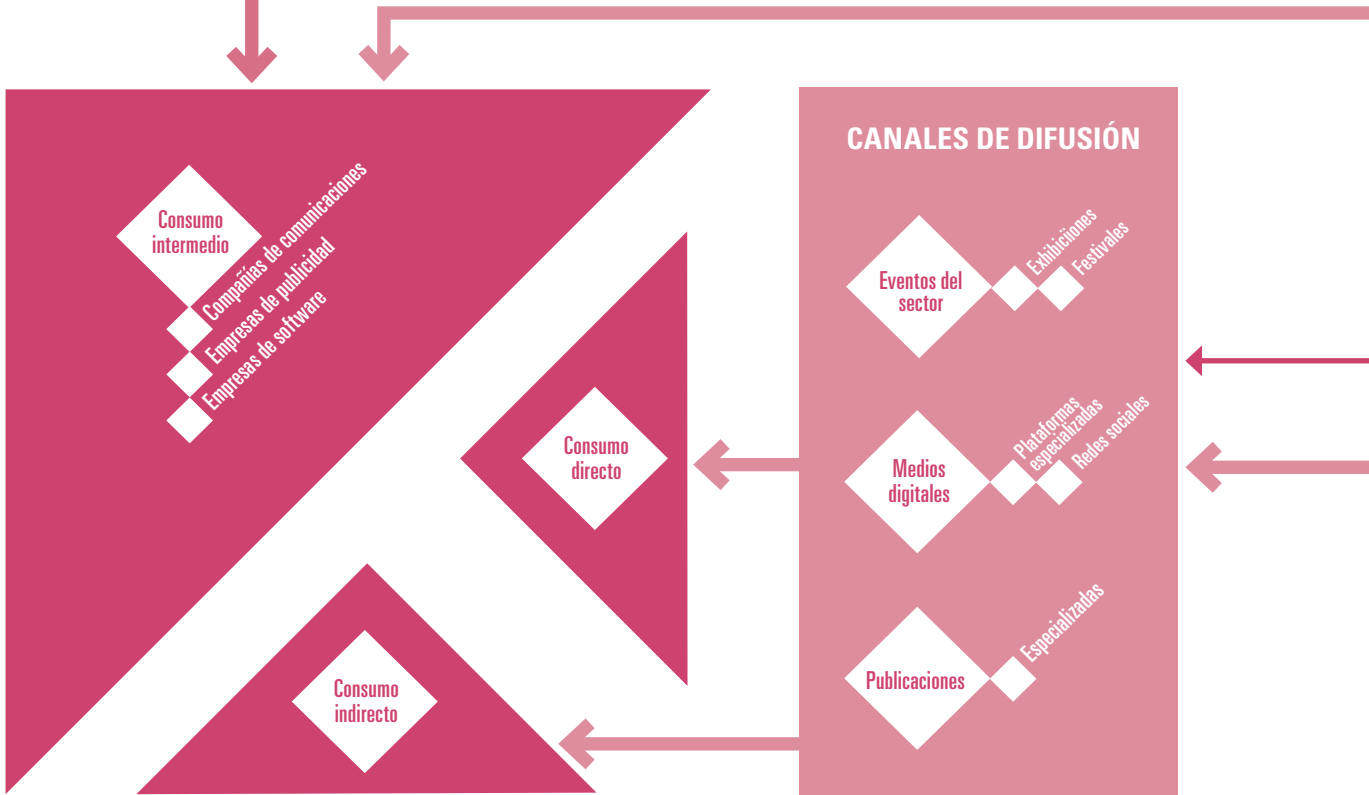 Consumo
intermedio
Compañías de comunicaciones
Empresas de publicidad
Empresas de software
Consumo
directo
Consumo
indirecto
CANALES DE DIFUSIÓN
Eventos del
sector
Exhibiciiones
Festivales
Medios
digitales
Plataformas
especializadas
Redes sociales
Publicaciones
Especializadas